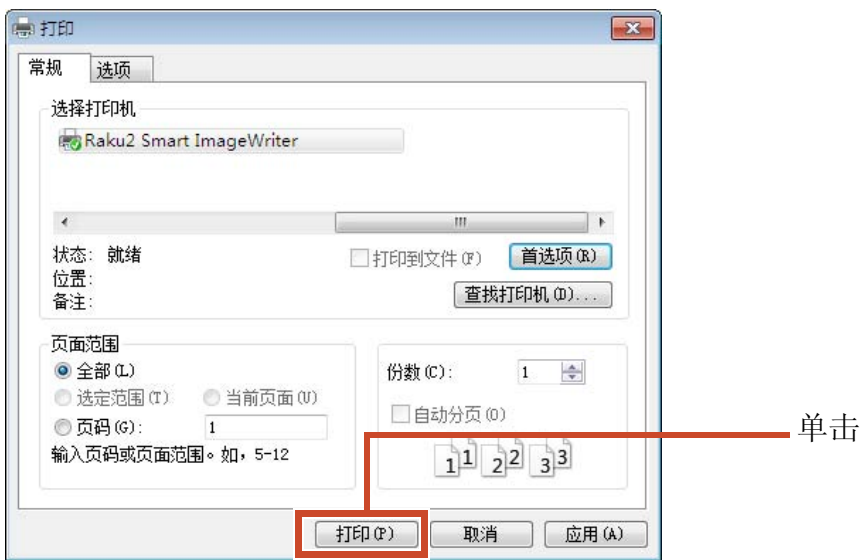 打印
常规 选项
选择打印机
Raku2 Smart ImageWriter
状态: 就绪
打印到文件(F) 首选项(R)
位置:
查找打印机(D)...
备注:
页面范围
全部(L)
选定范围(T) 当前页面(U)
页码(G): 1
输入页码或页面范围。如，5-12
份数(C): 1
自动分页(O)
1 1 2 2 3 3
单击
打印(P) 取消 应用(A)